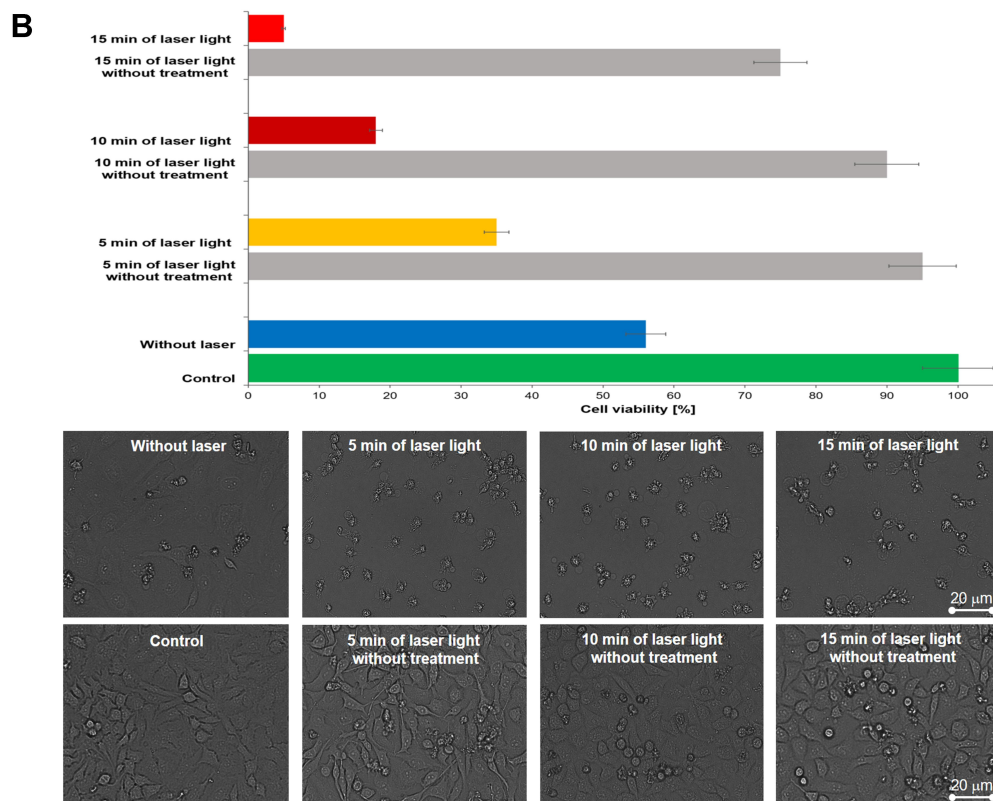 B
15 min of laser light
15 min of laser light
without treatment
10 min of laser light
10 min of laser light
without treatment
5 min of laser light
5 min of laser light
without treatment
Without laser
Control
0 10 20 30 40 50 60 70 80 90 100
Cell viability [%]
Without laser
5 min of laser light
10 min of laser light
15 min of laser light
20 µm
Control
5 min of laser light
without treatment
10 min of laser light
without treatment
15 min of laser light
without treatment
20 µm